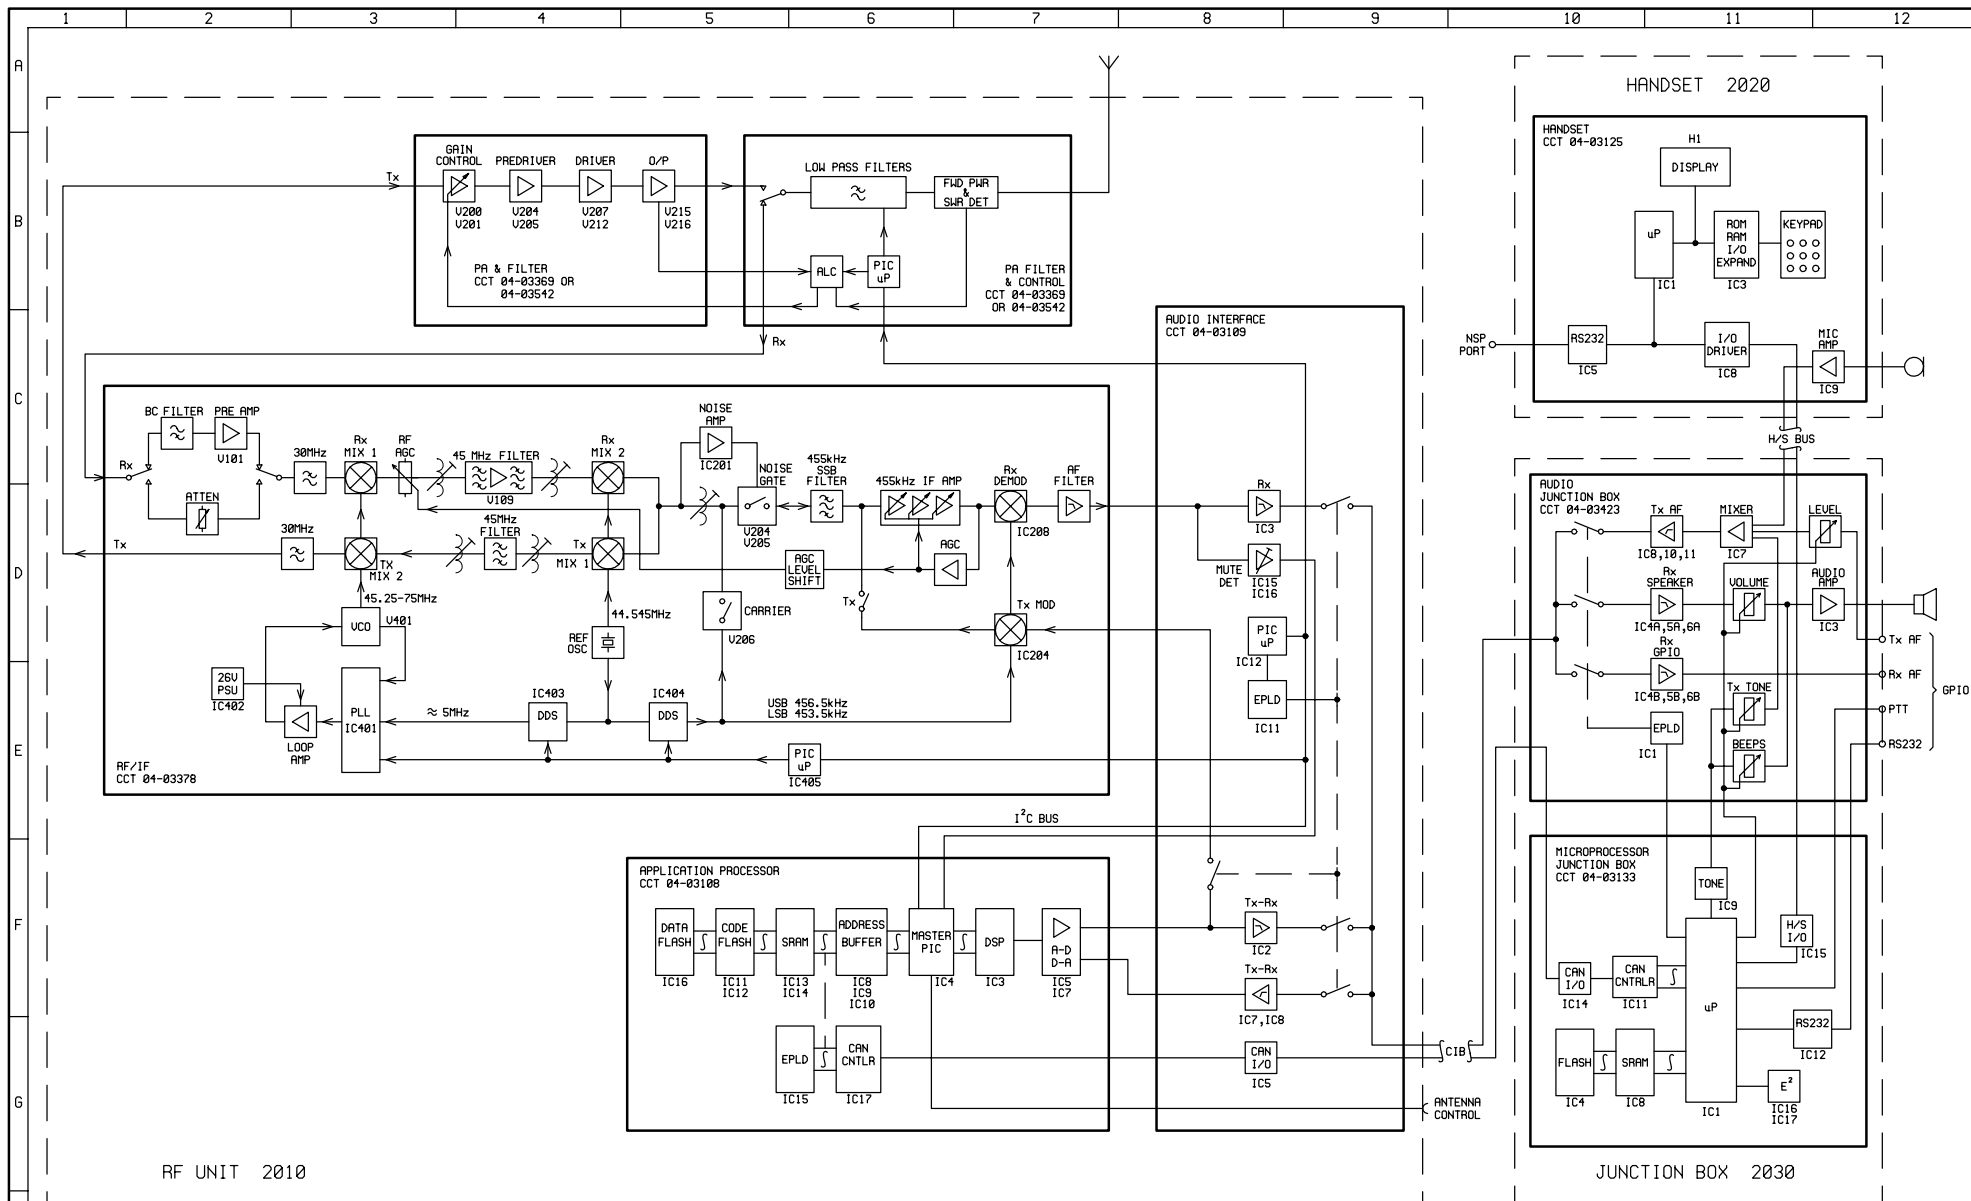 1 2 3 4 5 6 7 8 9 10 11 12
A
B
C
D
E
F
G
HANDSET 2020
HANDSET
CCT 04-03125
H1
DISPLAY
uP
IC1
ROM
RAM
I/O
EXPAND
IC3
KEYPAD
NSP
PORT
RS232
IC5
I/O
DRIVER
IC8
MIC
AMP
IC9
H/S BUS
Tx
GAIN
CONTROL
V200
V201
PREDRIVER
V204
V205
DRIVER
V207
V212
O/P
V215
V216
PA & FILTER
CCT 04-03369 OR
04-03542
LOW PASS FILTERS
FWD PWR
&
SWR DET
ALC
PIC
uP
PA FILTER
& CONTROL
CCT 04-03369
OR 04-03542
Rx
AUDIO INTERFACE
CCT 04-03109
BC FILTER
PRE AMP
V101
Rx
ATTEN
30MHz
Rx
MIX 1
RF
AGC
45 MHz FILTER
V109
Rx
MIX 2
NOISE
AMP
IC201
NOISE
GATE
V204
V205
455kHz
SSB
FILTER
455kHz IF AMP
Rx
DEMOD
IC208
AF
FILTER
Tx
30MHz
Tx
MIX 2
45MHz
FILTER
Tx
MIX 1
AGC
LEVEL
SHIFT
AGC
Tx
Tx MOD
IC204
45.25-75MHz
VCO
V401
44.545MHz
REF
OSC
CARRIER
V206
26V
PSU
IC402
LOOP
AMP
PLL
IC401
≈ 5MHz
IC403
DDS
IC404
DDS
USB 456.5kHz
LSB 453.5kHz
PIC
uP
IC405
RF/IF
CCT 04-03378
Rx
IC3
MUTE
DET
IC15
IC16
PIC
uP
IC12
EPLD
IC11
I²C BUS
Tx-Rx
IC2
Tx-Rx
IC7,IC8
CAN
I/O
IC5
APPLICATION PROCESSOR
CCT 04-03108
DATA
FLASH
IC16
CODE
FLASH
IC11
IC12
SRAM
IC13
IC14
ADDRESS
BUFFER
IC8
IC9
IC10
MASTER
PIC
IC4
DSP
IC3
A-D
D-A
IC5
IC7
EPLD
IC15
CAN
CNTLR
IC17
CIB
ANTENNA
CONTROL
AUDIO
JUNCTION BOX
CCT 04-03423
Tx AF
IC8,10,11
MIXER
IC7
LEVEL
Rx
SPEAKER
IC4A,5A,6A
VOLUME
AUDIO
AMP
IC3
Rx
GPIO
IC4B,5B,6B
Tx TONE
EPLD
IC1
BEEPS
Tx AF
Rx AF
PTT
RS232
GPIO
MICROPROCESSOR
JUNCTION BOX
CCT 04-03133
TONE
IC9
H/S
I/O
IC15
CAN
I/O
IC14
CAN
CNTRLR
IC11
uP
IC1
RS232
IC12
FLASH
IC4
SRAM
IC8
E²
IC16
IC17
RF UNIT 2010
JUNCTION BOX 2030